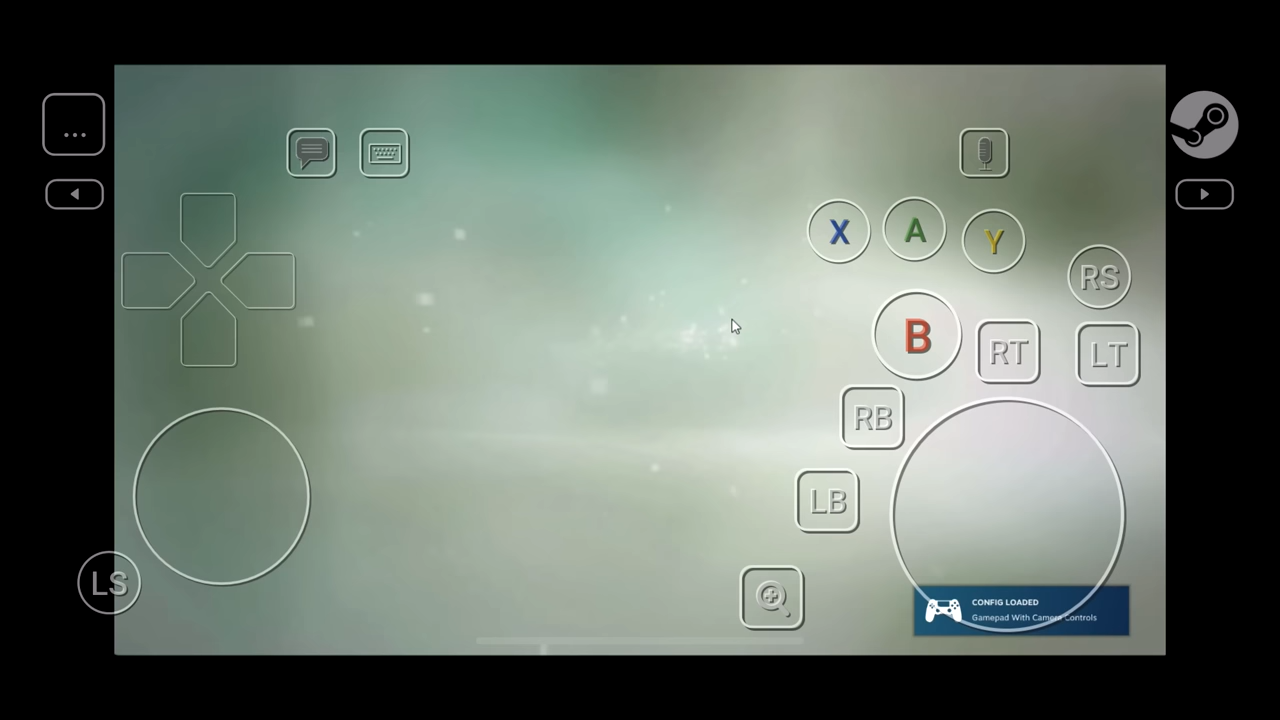 ...
X
A
Y
RS
B
RT
LT
RB
LB
LS
CONFIG LOADED
Gamepad With Camera Controls